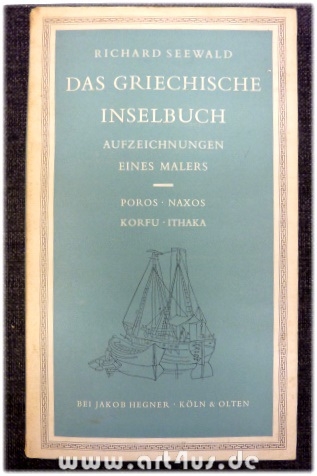 RICHARD SEEWALD
DAS GRIECHISCHE
INSELBUCH
AUFZEICHNUNGEN
EINES MALERS
POROS · NAXOS
KORFU · ITHAKA
BEI JAKOB HEGNER · KÖLN & OLTEN
www.art4us.de